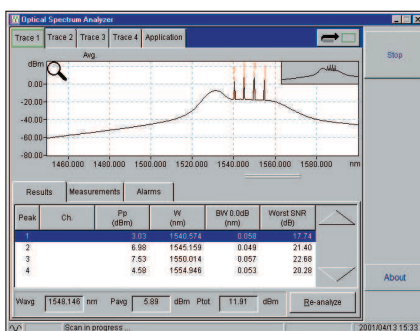 Optical Spectrum Analyzer
Trace 1 Trace 2 Trace 3 Trace 4 Application
Stop
Avg.
dBm
0.00
-20.00
-40.00
-60.00
-80.00
1460.000 1480.000 1500.000 1520.000 1540.000 1560.000 1580.000 nm
Results Measurements Alarms
Peak Ch. Pp (dBm) W (nm) BW 0.0dB (nm) Worst SNR (dB)
1 3.03 1540.574 0.058 17.74
2 6.98 1545.159 0.049 21.40
3 7.53 1550.014 0.057 22.68
4 4.58 1554.946 0.053 20.28
About
Wavg 1548.146 nm Pavg 5.89 dBm Ptot 11.91 dBm Re-analyze
Scan in progress ... 2001/04/13 15:33